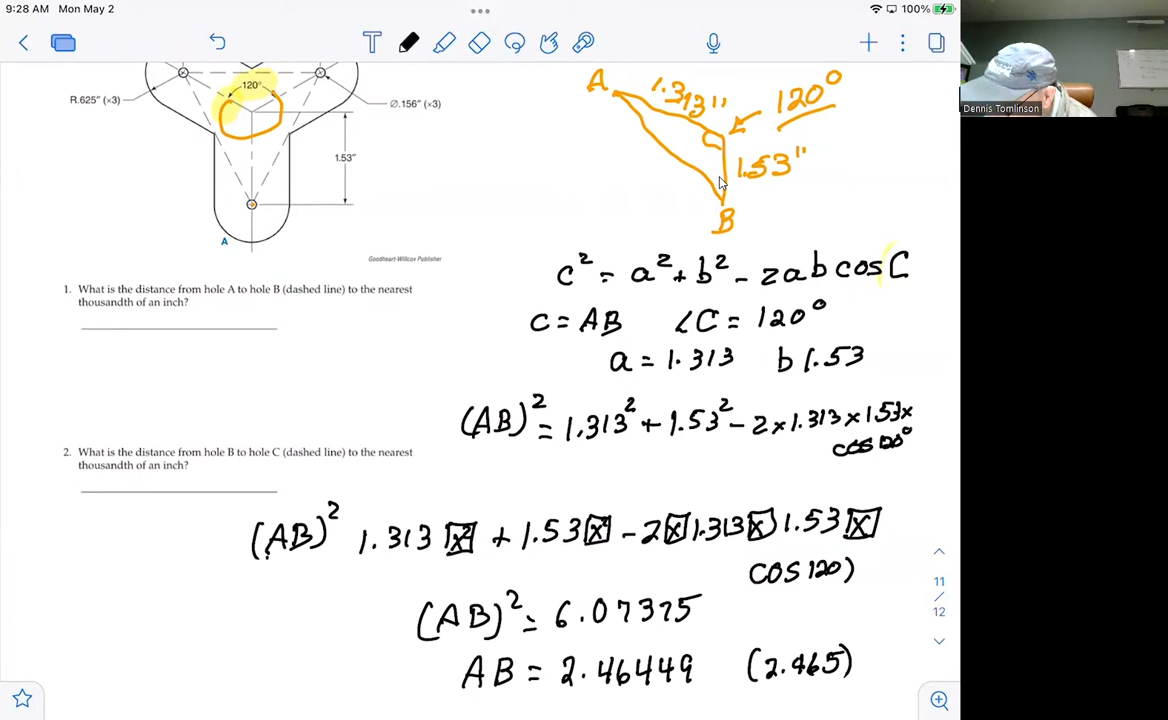 9:28 AM Mon May 2
100%
T
120°
R.625" (×3)
Ø.156" (×3)
1.53"
A
Goodheart-Willcox Publisher
A
1.313"
120°
1.53"
B
Dennis Tomlinson
c² = a² + b² - 2ab cos C
c = AB ∠C = 120°
a = 1.313 b 1.53
(AB)² = 1.313² + 1.53² - 2 × 1.313 × 1.53 ×
cos 120°
1. What is the distance from hole A to hole B (dashed line) to the nearest
thousandth of an inch?
2. What is the distance from hole B to hole C (dashed line) to the nearest
thousandth of an inch?
(AB)² 1.313 x² + 1.53 x² - 2 x 1.313 x 1.53 x
cos 120)
(AB)² = 6.07375
AB = 2.46449 (2.465)
11
/
12